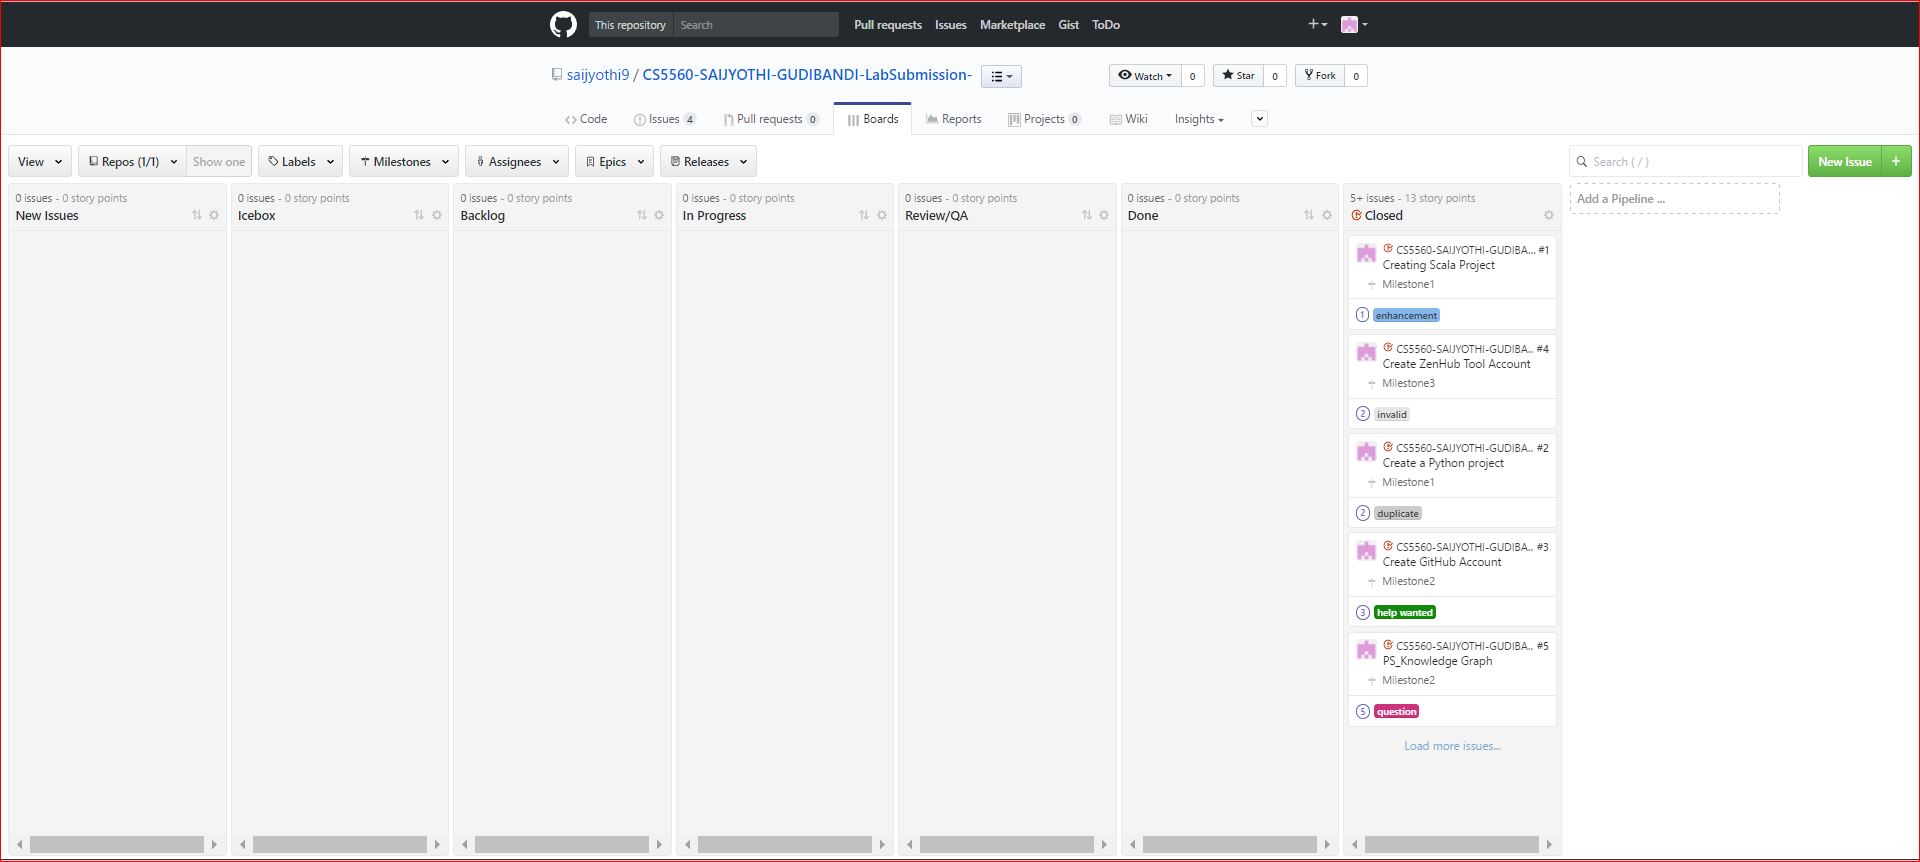 This repository Search Pull requests Issues Marketplace Gist ToDo
saijyothi9 / CS5560-SAIJYOTHI-GUDIBANDI-LabSubmission- Watch 0 Star 0 Fork 0
Code Issues 4 Pull requests 0 Boards Reports Projects 0 Wiki Insights
View Repos (1/1) Show one Labels Milestones Assignees Epics Releases Search ( / ) New Issue +
0 issues - 0 story points
New Issues
0 issues - 0 story points
Icebox
0 issues - 0 story points
Backlog
0 issues - 0 story points
In Progress
0 issues - 0 story points
Review/QA
0 issues - 0 story points
Done
5+ issues - 13 story points
Closed
CS5560-SAIJYOTHI-GUDIBA... #1
Creating Scala Project
Milestone1
1 enhancement
CS5560-SAIJYOTHI-GUDIBA.. #4
Create ZenHub Tool Account
Milestone3
2 invalid
CS5560-SAIJYOTHI-GUDIBA.. #2
Create a Python project
Milestone1
2 duplicate
CS5560-SAIJYOTHI-GUDIBA.. #3
Create GitHub Account
Milestone2
3 help wanted
CS5560-SAIJYOTHI-GUDIBA.. #5
PS_Knowledge Graph
Milestone2
5 question
Load more issues...
Add a Pipeline ...